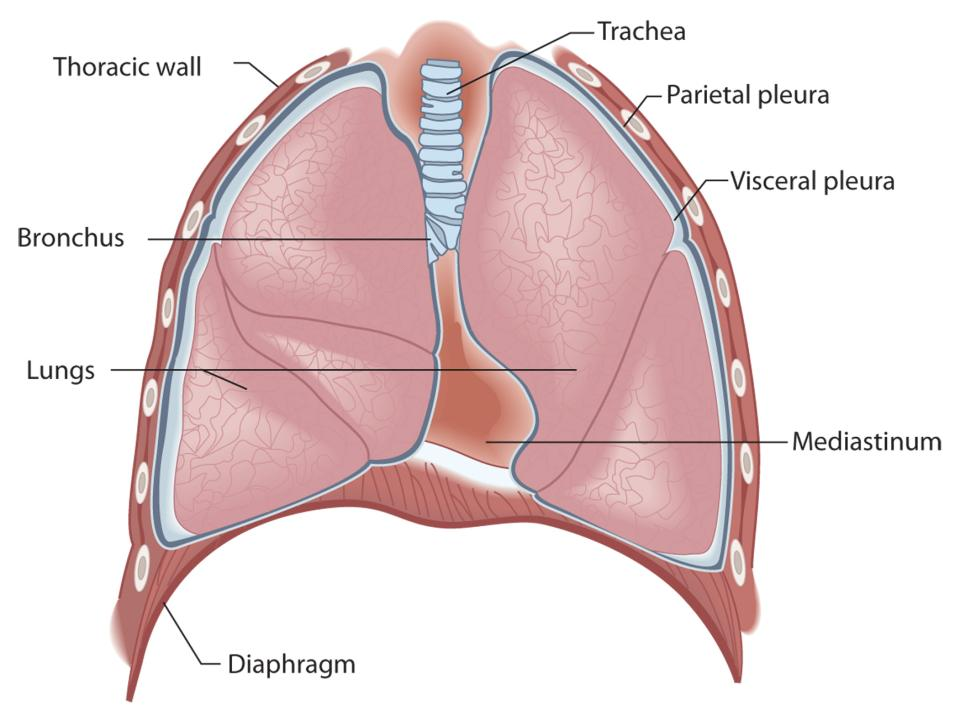 Trachea
Thoracic wall
Parietal pleura
Visceral pleura
Bronchus
Lungs
Mediastinum
Diaphragm